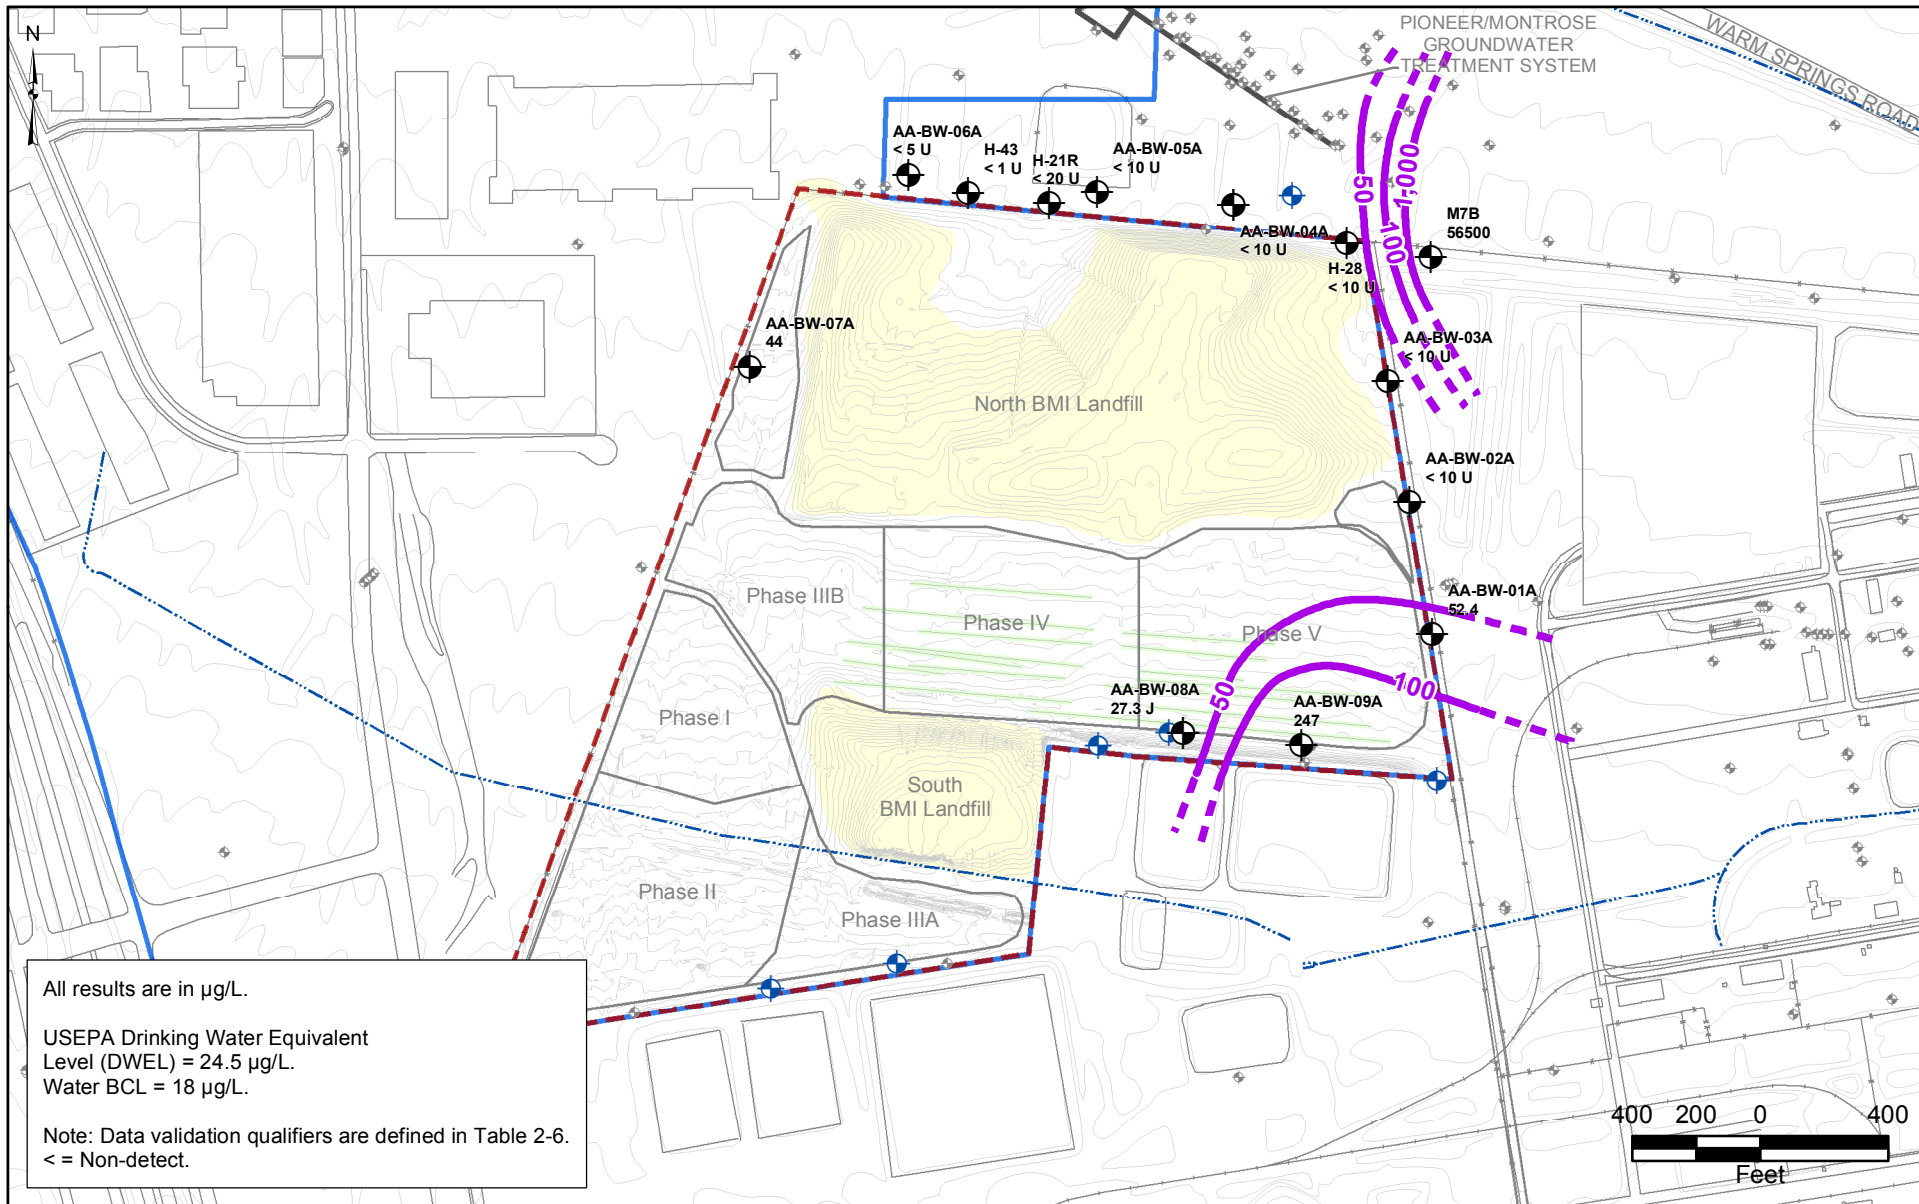 N
PIONEER/MONTROSE
GROUNDWATER
TREATMENT SYSTEM
WARM SPRINGS ROAD
AA-BW-06A
< 5 U
H-43
< 1 U
H-21R
< 20 U
AA-BW-05A
< 10 U
AA-BW-04A
< 10 U
H-28
< 10 U
M7B
56500
50
100
1,000
AA-BW-07A
44
AA-BW-03A
< 10 U
North BMI Landfill
AA-BW-02A
< 10 U
Phase IIIB
Phase IV
Phase V
AA-BW-01A
52.4
AA-BW-08A
27.3 J
50
100
AA-BW-09A
247
Phase I
South
BMI Landfill
Phase II
Phase IIIA
All results are in µg/L.
USEPA Drinking Water Equivalent
Level (DWEL) = 24.5 µg/L.
Water BCL = 18 µg/L.
Note: Data validation qualifiers are defined in Table 2-6.
< = Non-detect.
400 200 0 400
Feet